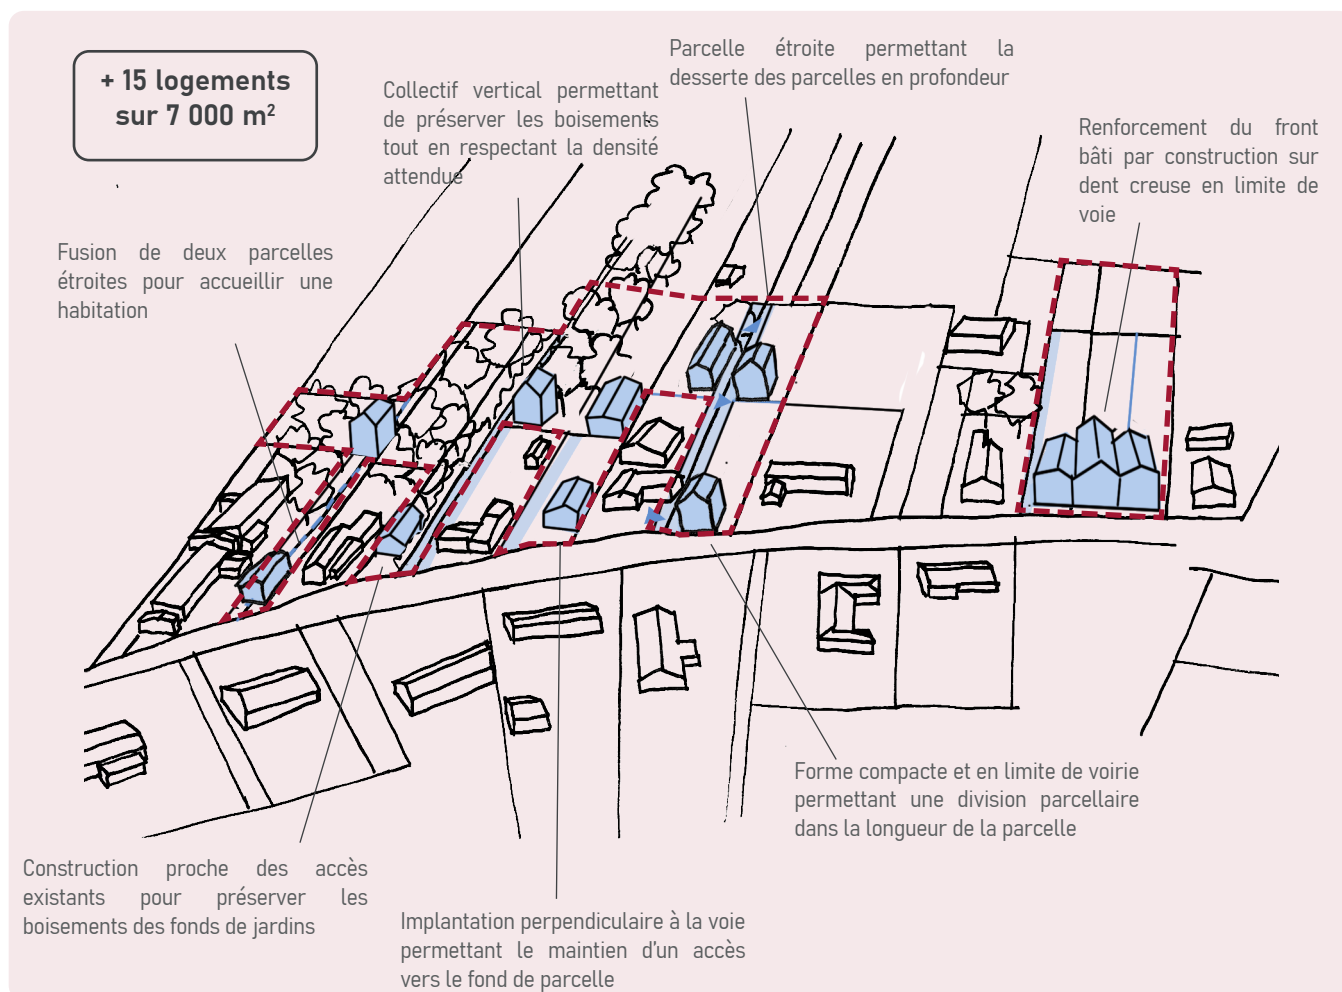 + 15 logements
sur 7 000 m²
Collectif vertical permettant
de préserver les boisements
tout en respectant la densité
attendue
Parcelle étroite permettant la
desserte des parcelles en profondeur
Renforcement du front
bâti par construction sur
dent creuse en limite de
voie
Fusion de deux parcelles
étroites pour accueillir une
habitation
Forme compacte et en limite de voirie
permettant une division parcellaire
dans la longueur de la parcelle
Construction proche des accès
existants pour préserver les
boisements des fonds de jardins
Implantation perpendiculaire à la voie
permettant le maintien d'un accès
vers le fond de parcelle